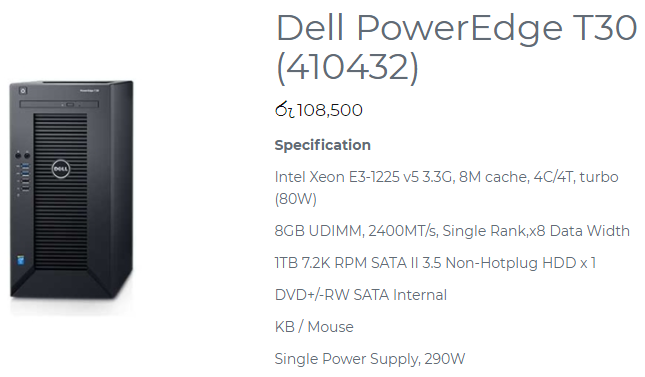 Dell PowerEdge T30
(410432)
රු108,500
Specification
Intel Xeon E3-1225 v5 3.3G, 8M cache, 4C/4T, turbo
(80W)
8GB UDIMM, 2400MT/s, Single Rank,x8 Data Width
1TB 7.2K RPM SATA II 3.5 Non-Hotplug HDD x 1
DVD+/-RW SATA Internal
KB / Mouse
Single Power Supply, 290W
DELL